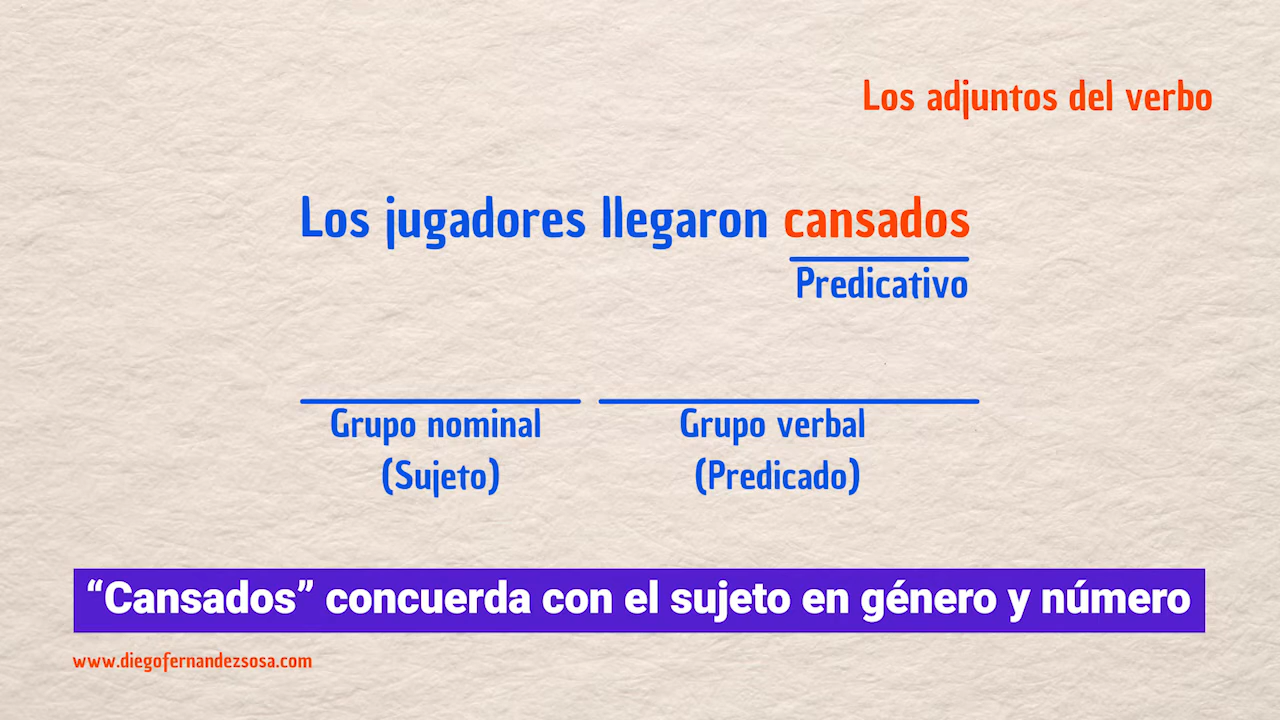 Los adjuntos del verbo
Los jugadores llegaron cansados
Predicativo
Grupo nominal
(Sujeto)
Grupo verbal
(Predicado)
“Cansados” concuerda con el sujeto en género y número
www.diegofernandezsosa.com